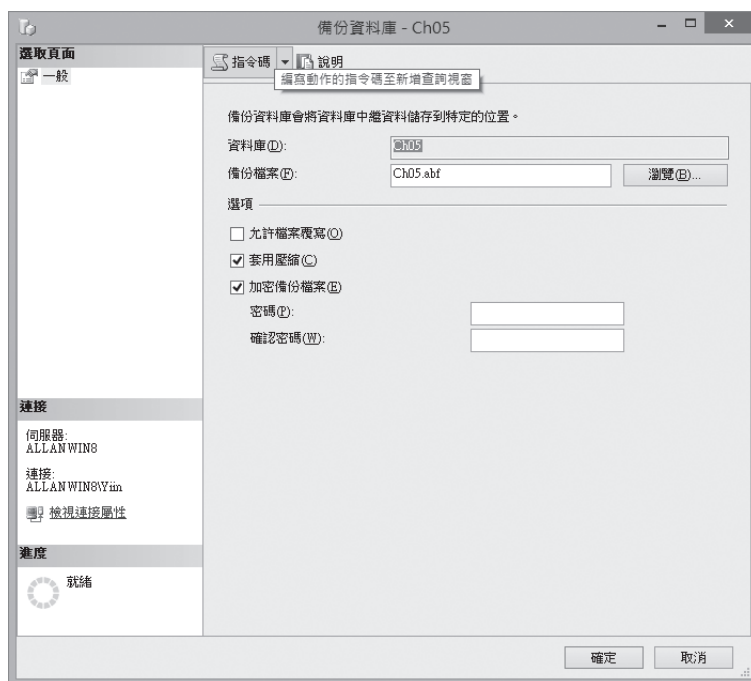 備份資料庫 - Ch05
選取頁面
一般
指令碼 說明
編寫動作的指令碼至新增查詢視窗
備份資料庫會將資料庫中繼資料儲存到特定的位置。
資料庫(D): Ch05
備份檔案(F): Ch05.abf 瀏覽(B)...
選項
允許檔案覆寫(O)
套用壓縮(C)
加密備份檔案(E)
密碼(P):
確認密碼(W):
連接
伺服器:
ALLANWIN8
連接:
ALLANWIN8\Yiin
檢視連接屬性
進度
就緒
確定 取消